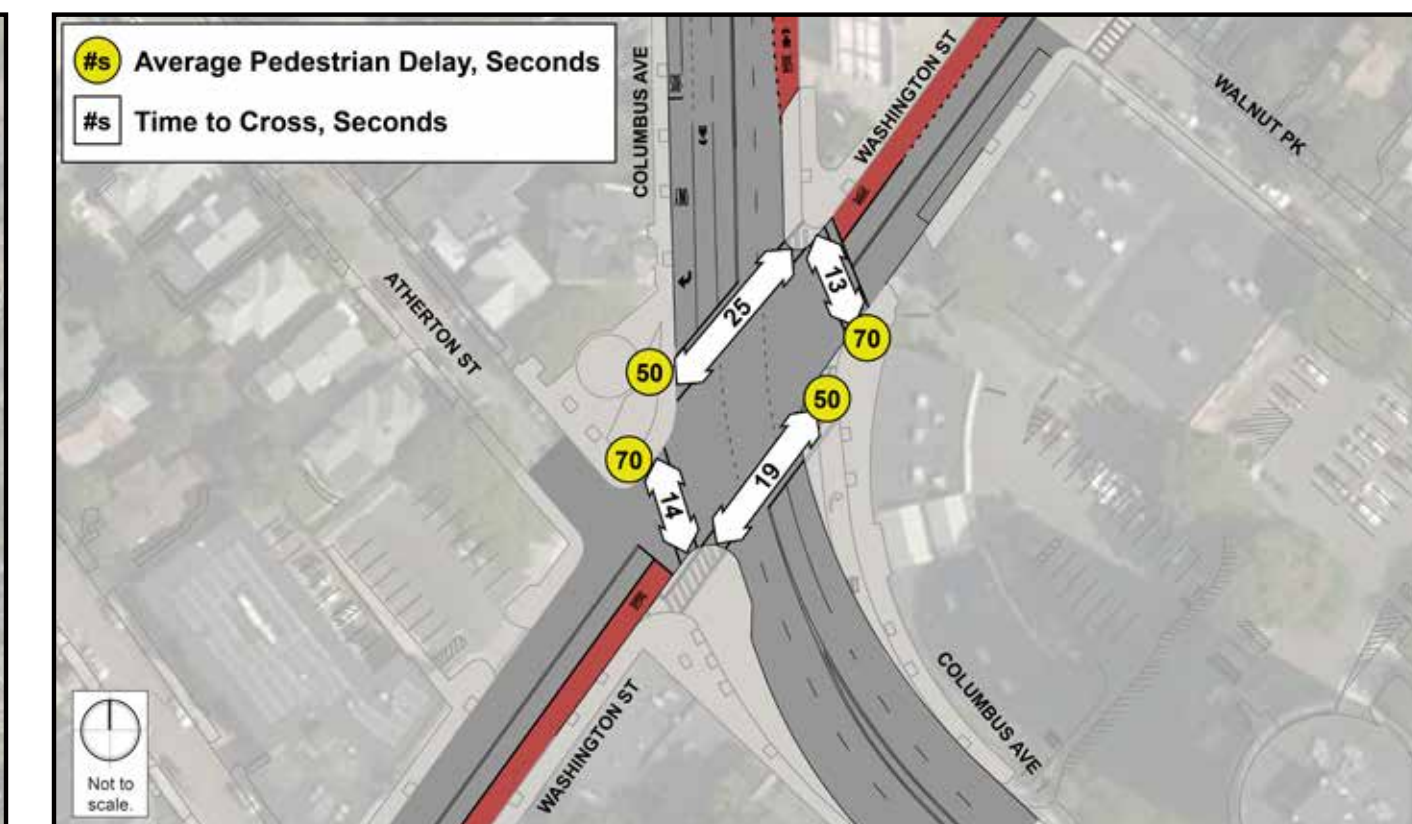 #s Average Pedestrian Delay, Seconds
#s Time to Cross, Seconds
COLUMBUS AVE
WASHINGTON ST
WALNUT PK
ATHERTON ST
25
13
70
50
50
70
14
19
COLUMBUS AVE
WASHINGTON ST
Not to
scale.